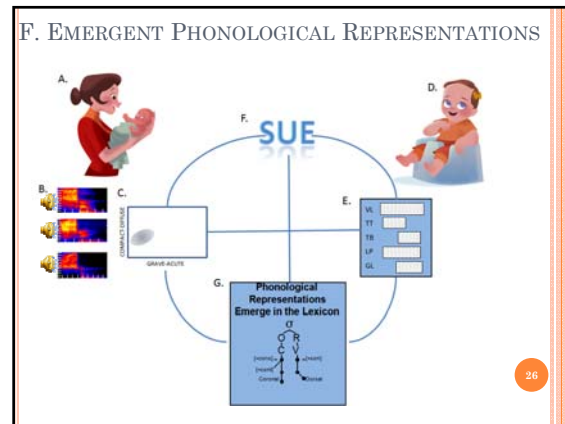 F. EMERGENT PHONOLOGICAL REPRESENTATIONS
A.
D.
F.
SUE
B.
C.
COMPACT-DIFFUSE
GRAVE-ACUTE
E.
VL
TT
TB
LP
GL
G.
Phonological
Representations
Emerge in the Lexicon
σ
O R
C V
Coronal
Dorsal
26